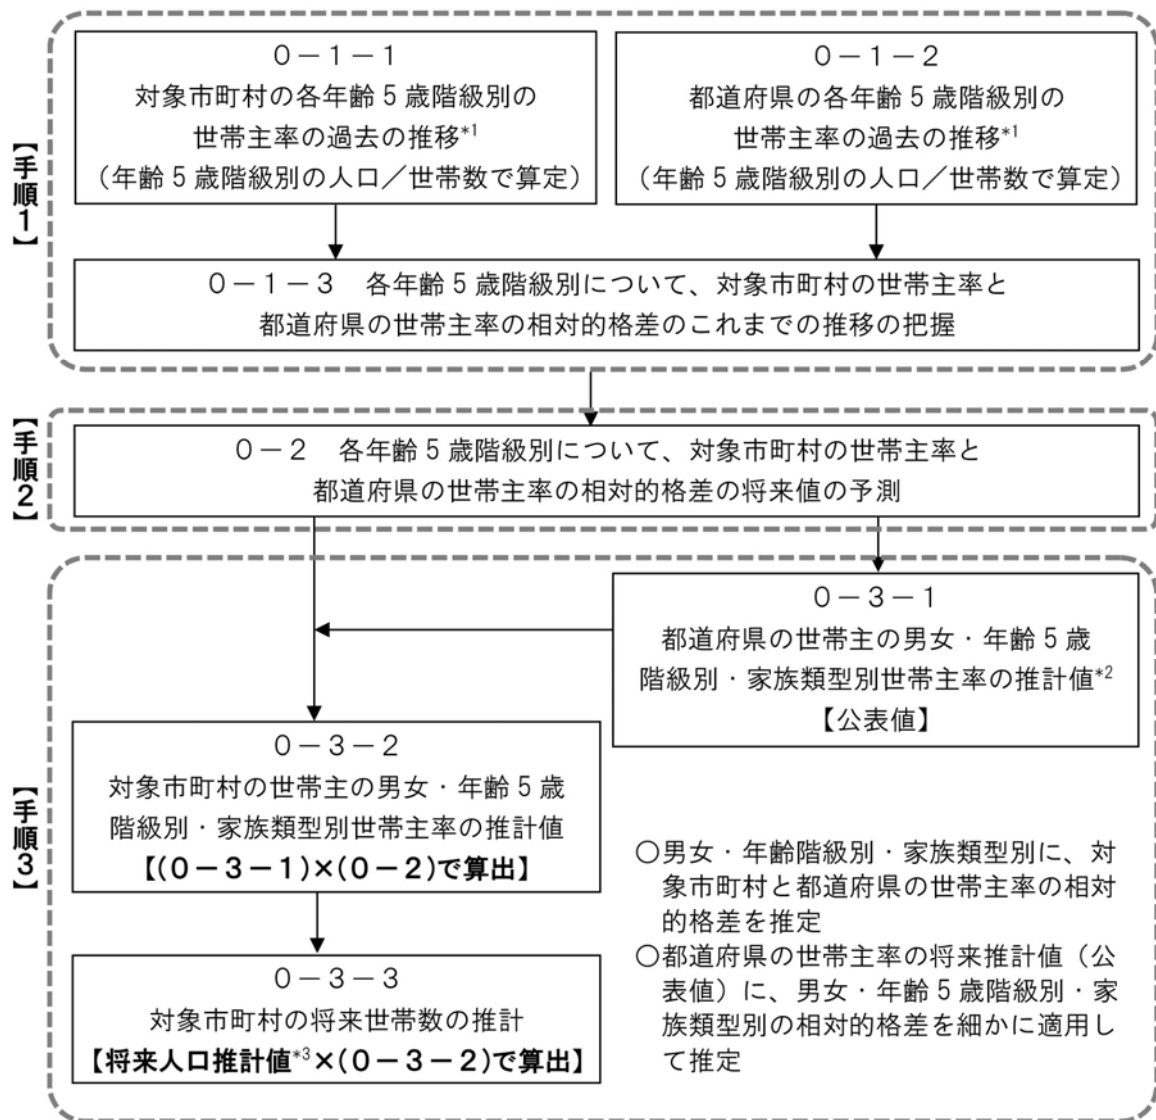 【手順1】
０－１－１
対象市町村の各年齢５歳階級別の
世帯主率の過去の推移*1
（年齢５歳階級別の人口／世帯数で算定）
０－１－２
都道府県の各年齢５歳階級別の
世帯主率の過去の推移*1
（年齢５歳階級別の人口／世帯数で算定）
０－１－３　各年齢５歳階級別について、対象市町村の世帯主率と
都道府県の世帯主率の相対的格差のこれまでの推移の把握
【手順2】
０－２　各年齢５歳階級別について、対象市町村の世帯主率と
都道府県の世帯主率の相対的格差の将来値の予測
【手順3】
０－３－１
都道府県の世帯主の男女・年齢５歳
階級別・家族類型別世帯主率の推計値*2
【公表値】
０－３－２
対象市町村の世帯主の男女・年齢５歳
階級別・家族類型別世帯主率の推計値
【(０－３－１)×(０－２)で算出】
０－３－３
対象市町村の将来世帯数の推計
【将来人口推計値*3×(０－３－２)で算出】
○男女・年齢階級別・家族類型別に、対
象市町村と都道府県の世帯主率の相対
的格差を推定
○都道府県の世帯主率の将来推計値（公
表値）に、男女・年齢５歳階級別・家
族類型別の相対的格差を細かに適用し
て推定